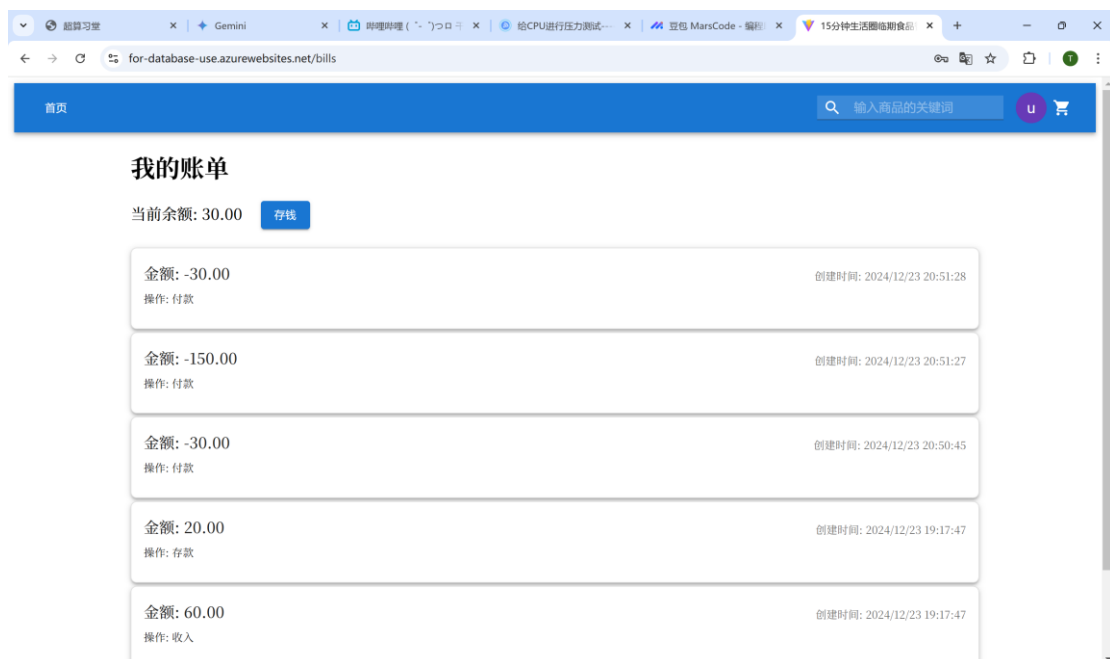 超算习堂
Gemini
哔哩哔哩 ( ゜- ゜)つロ 干
给CPU进行压力测试
豆包 MarsCode - 编程
15分钟生活圈临期食品
for-database-use.azurewebsites.net/bills
T
首页
输入商品的关键词
u
我的账单
当前余额: 30.00 存钱
金额: -30.00
创建时间: 2024/12/23 20:51:28
操作: 付款
金额: -150.00
创建时间: 2024/12/23 20:51:27
操作: 付款
金额: -30.00
创建时间: 2024/12/23 20:50:45
操作: 付款
金额: 20.00
创建时间: 2024/12/23 19:17:47
操作: 存款
金额: 60.00
创建时间: 2024/12/23 19:17:47
操作: 收入